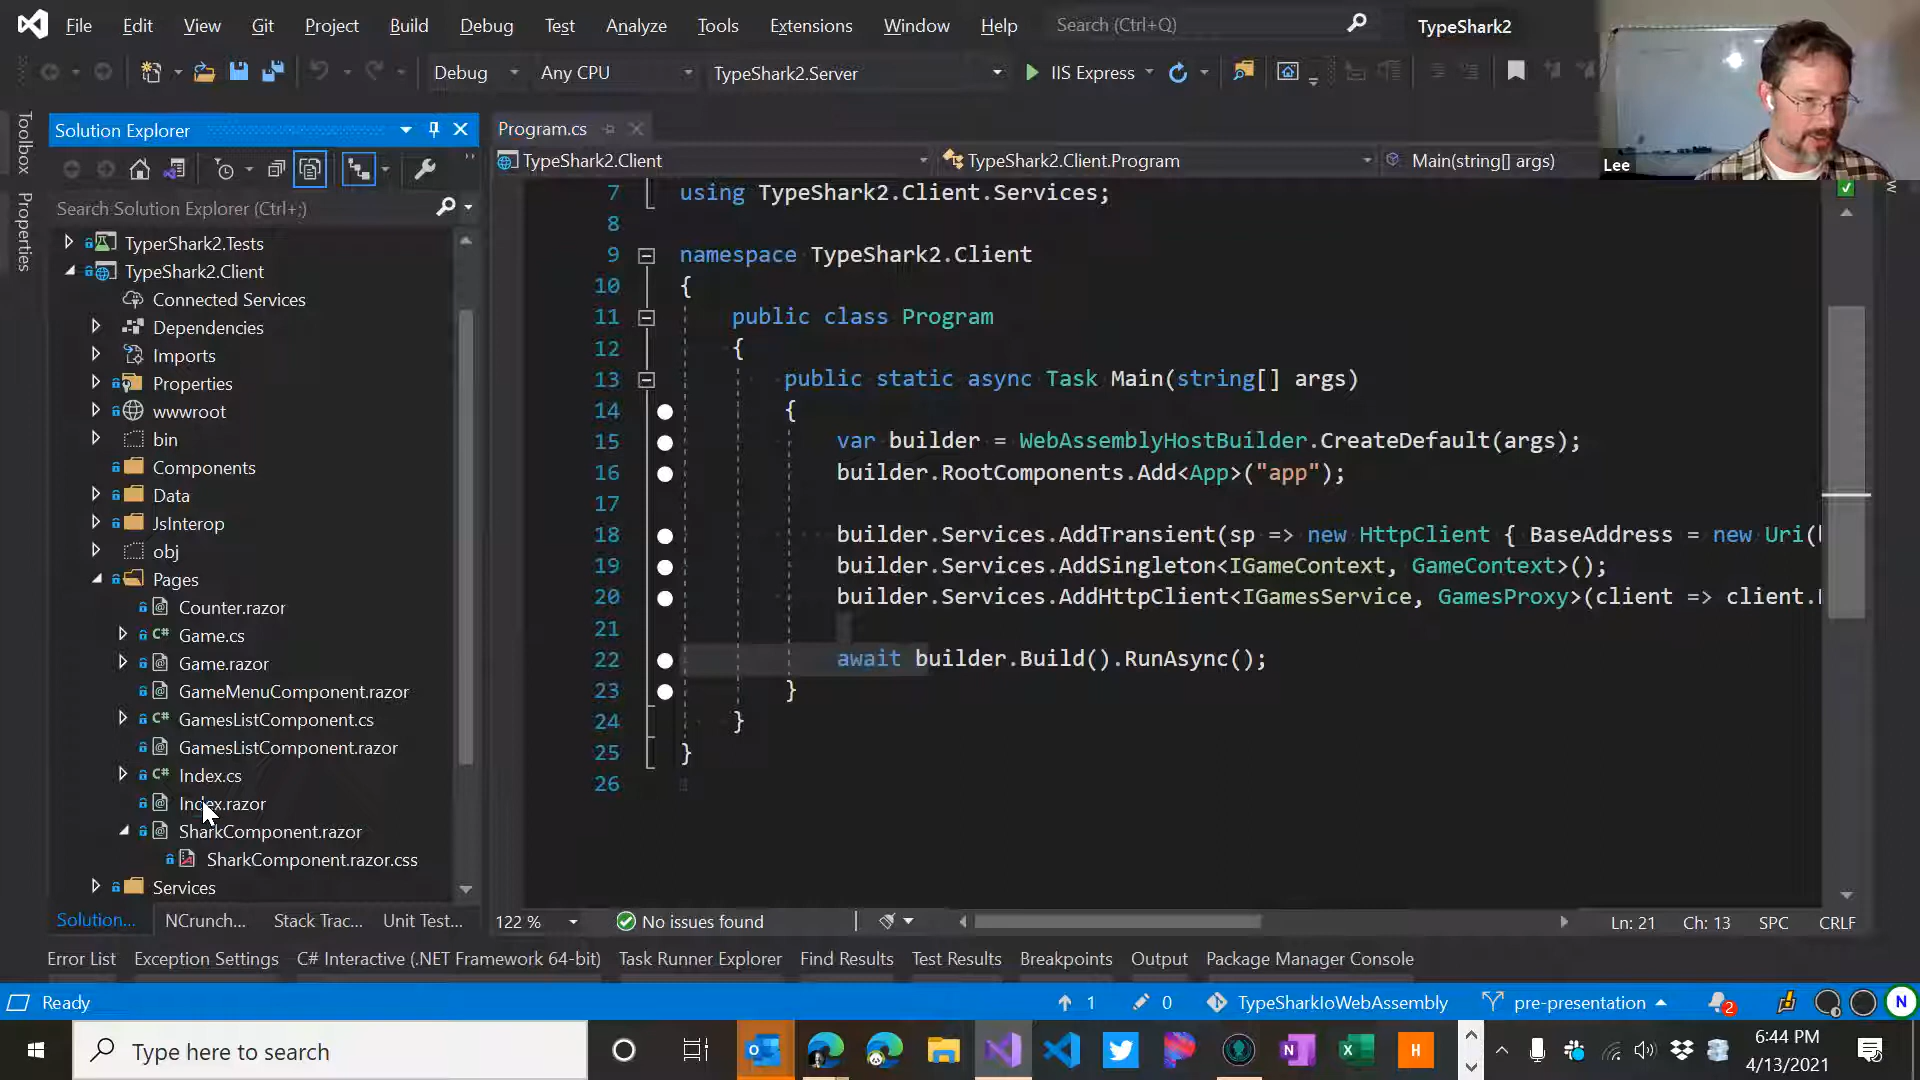 File Edit View Git Project Build Debug Test Analyze Tools Extensions Window Help Search (Ctrl+Q) TypeShark2
Debug Any CPU TypeShark2.Server IIS Express
Lee
Toolbox
Properties
Solution Explorer
Search Solution Explorer (Ctrl+;)
TyperShark2.Tests
TypeShark2.Client
Connected Services
Dependencies
Imports
Properties
wwwroot
bin
Components
Data
JsInterop
obj
Pages
Counter.razor
Game.cs
Game.razor
GameMenuComponent.razor
GamesListComponent.cs
GamesListComponent.razor
Index.cs
Index.razor
SharkComponent.razor
SharkComponent.razor.css
Services
Solution... NCrunch... Stack Trac... Unit Test...
Program.cs
TypeShark2.Client TypeShark2.Client.Program Main(string[] args)
7 using TypeShark2.Client.Services;
8
9 namespace TypeShark2.Client
10 {
11 public class Program
12 {
13 public static async Task Main(string[] args)
14 {
15 var builder = WebAssemblyHostBuilder.CreateDefault(args);
16 builder.RootComponents.Add<App>("app");
17
18 builder.Services.AddTransient(sp => new HttpClient { BaseAddress = new Uri(
19 builder.Services.AddSingleton<IGameContext, GameContext>();
20 builder.Services.AddHttpClient<IGamesService, GamesProxy>(client => client.
21
22 await builder.Build().RunAsync();
23 }
24 }
25 }
26
122 % No issues found Ln: 21 Ch: 13 SPC CRLF
Error List Exception Settings C# Interactive (.NET Framework 64-bit) Task Runner Explorer Find Results Test Results Breakpoints Output Package Manager Console
Ready 1 0 TypeSharkIoWebAssembly pre-presentation 2 N
Type here to search
6:44 PM
4/13/2021